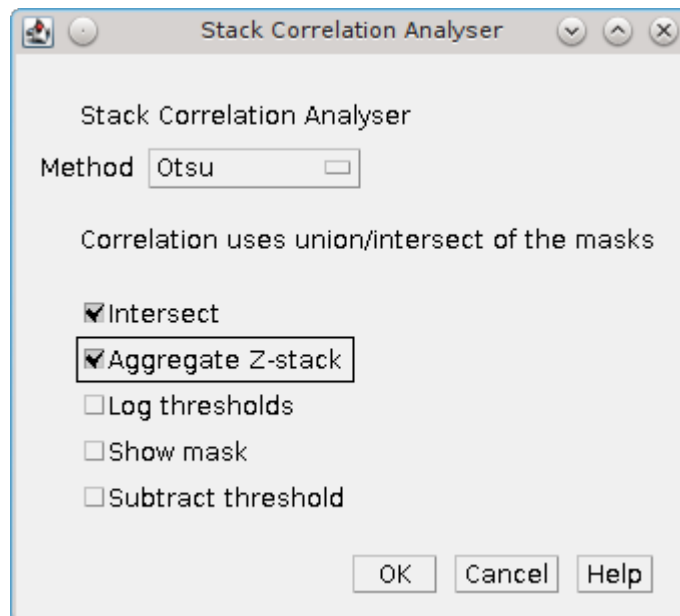 Stack Correlation Analyser
Stack Correlation Analyser
Method Otsu
Correlation uses union/intersect of the masks
Intersect
Aggregate Z-stack
Log thresholds
Show mask
Subtract threshold
OK Cancel Help